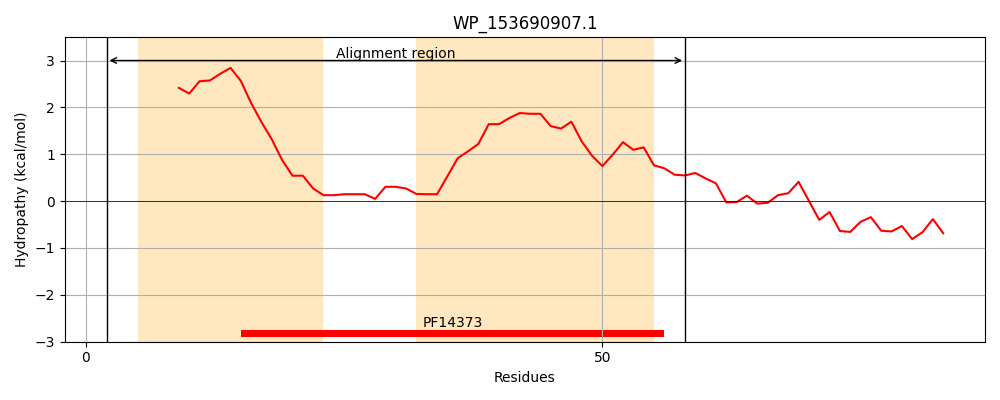 WP_153690907.1
Alignment region
3
2
1
0
−1
−2
−3
Hydropathy (kcal/mol)
PF14373
0
50
Residues